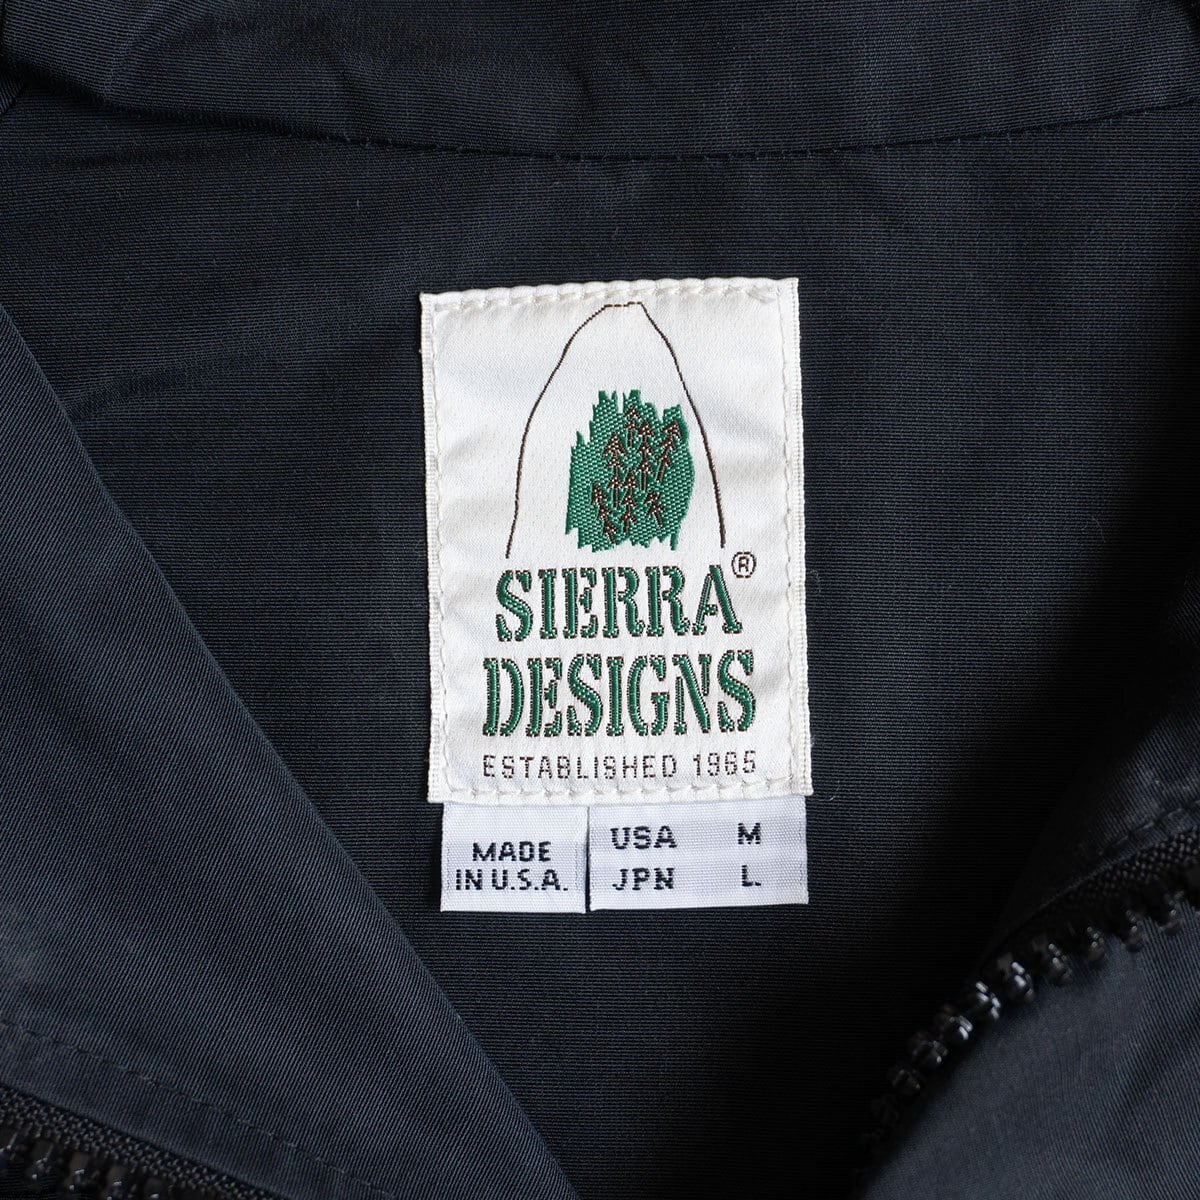 SIERRA®
DESIGNS
ESTABLISHED 1965
MADE
IN U.S.A.
USA M
JPN L